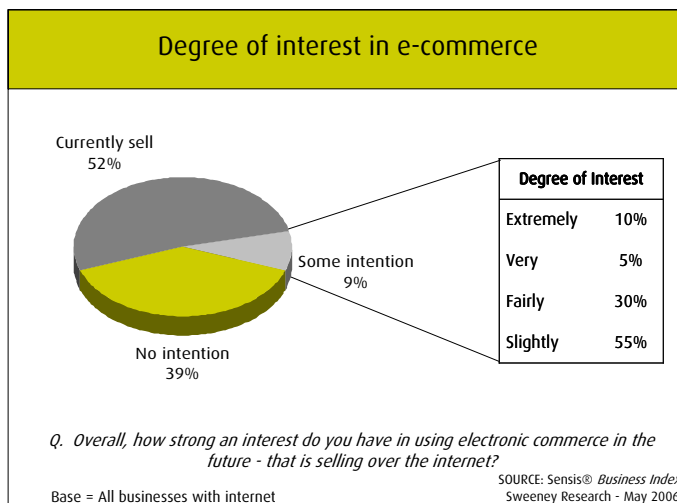 Degree of interest in e-commerce
Currently sell
52%
Some intention
9%
No intention
39%
Degree of Interest
Extremely 10%
Very 5%
Fairly 30%
Slightly 55%
Q. Overall, how strong an interest do you have in using electronic commerce in the
future - that is selling over the internet?
Base = All businesses with internet
SOURCE: Sensis® Business Index
Sweeney Research - May 2006